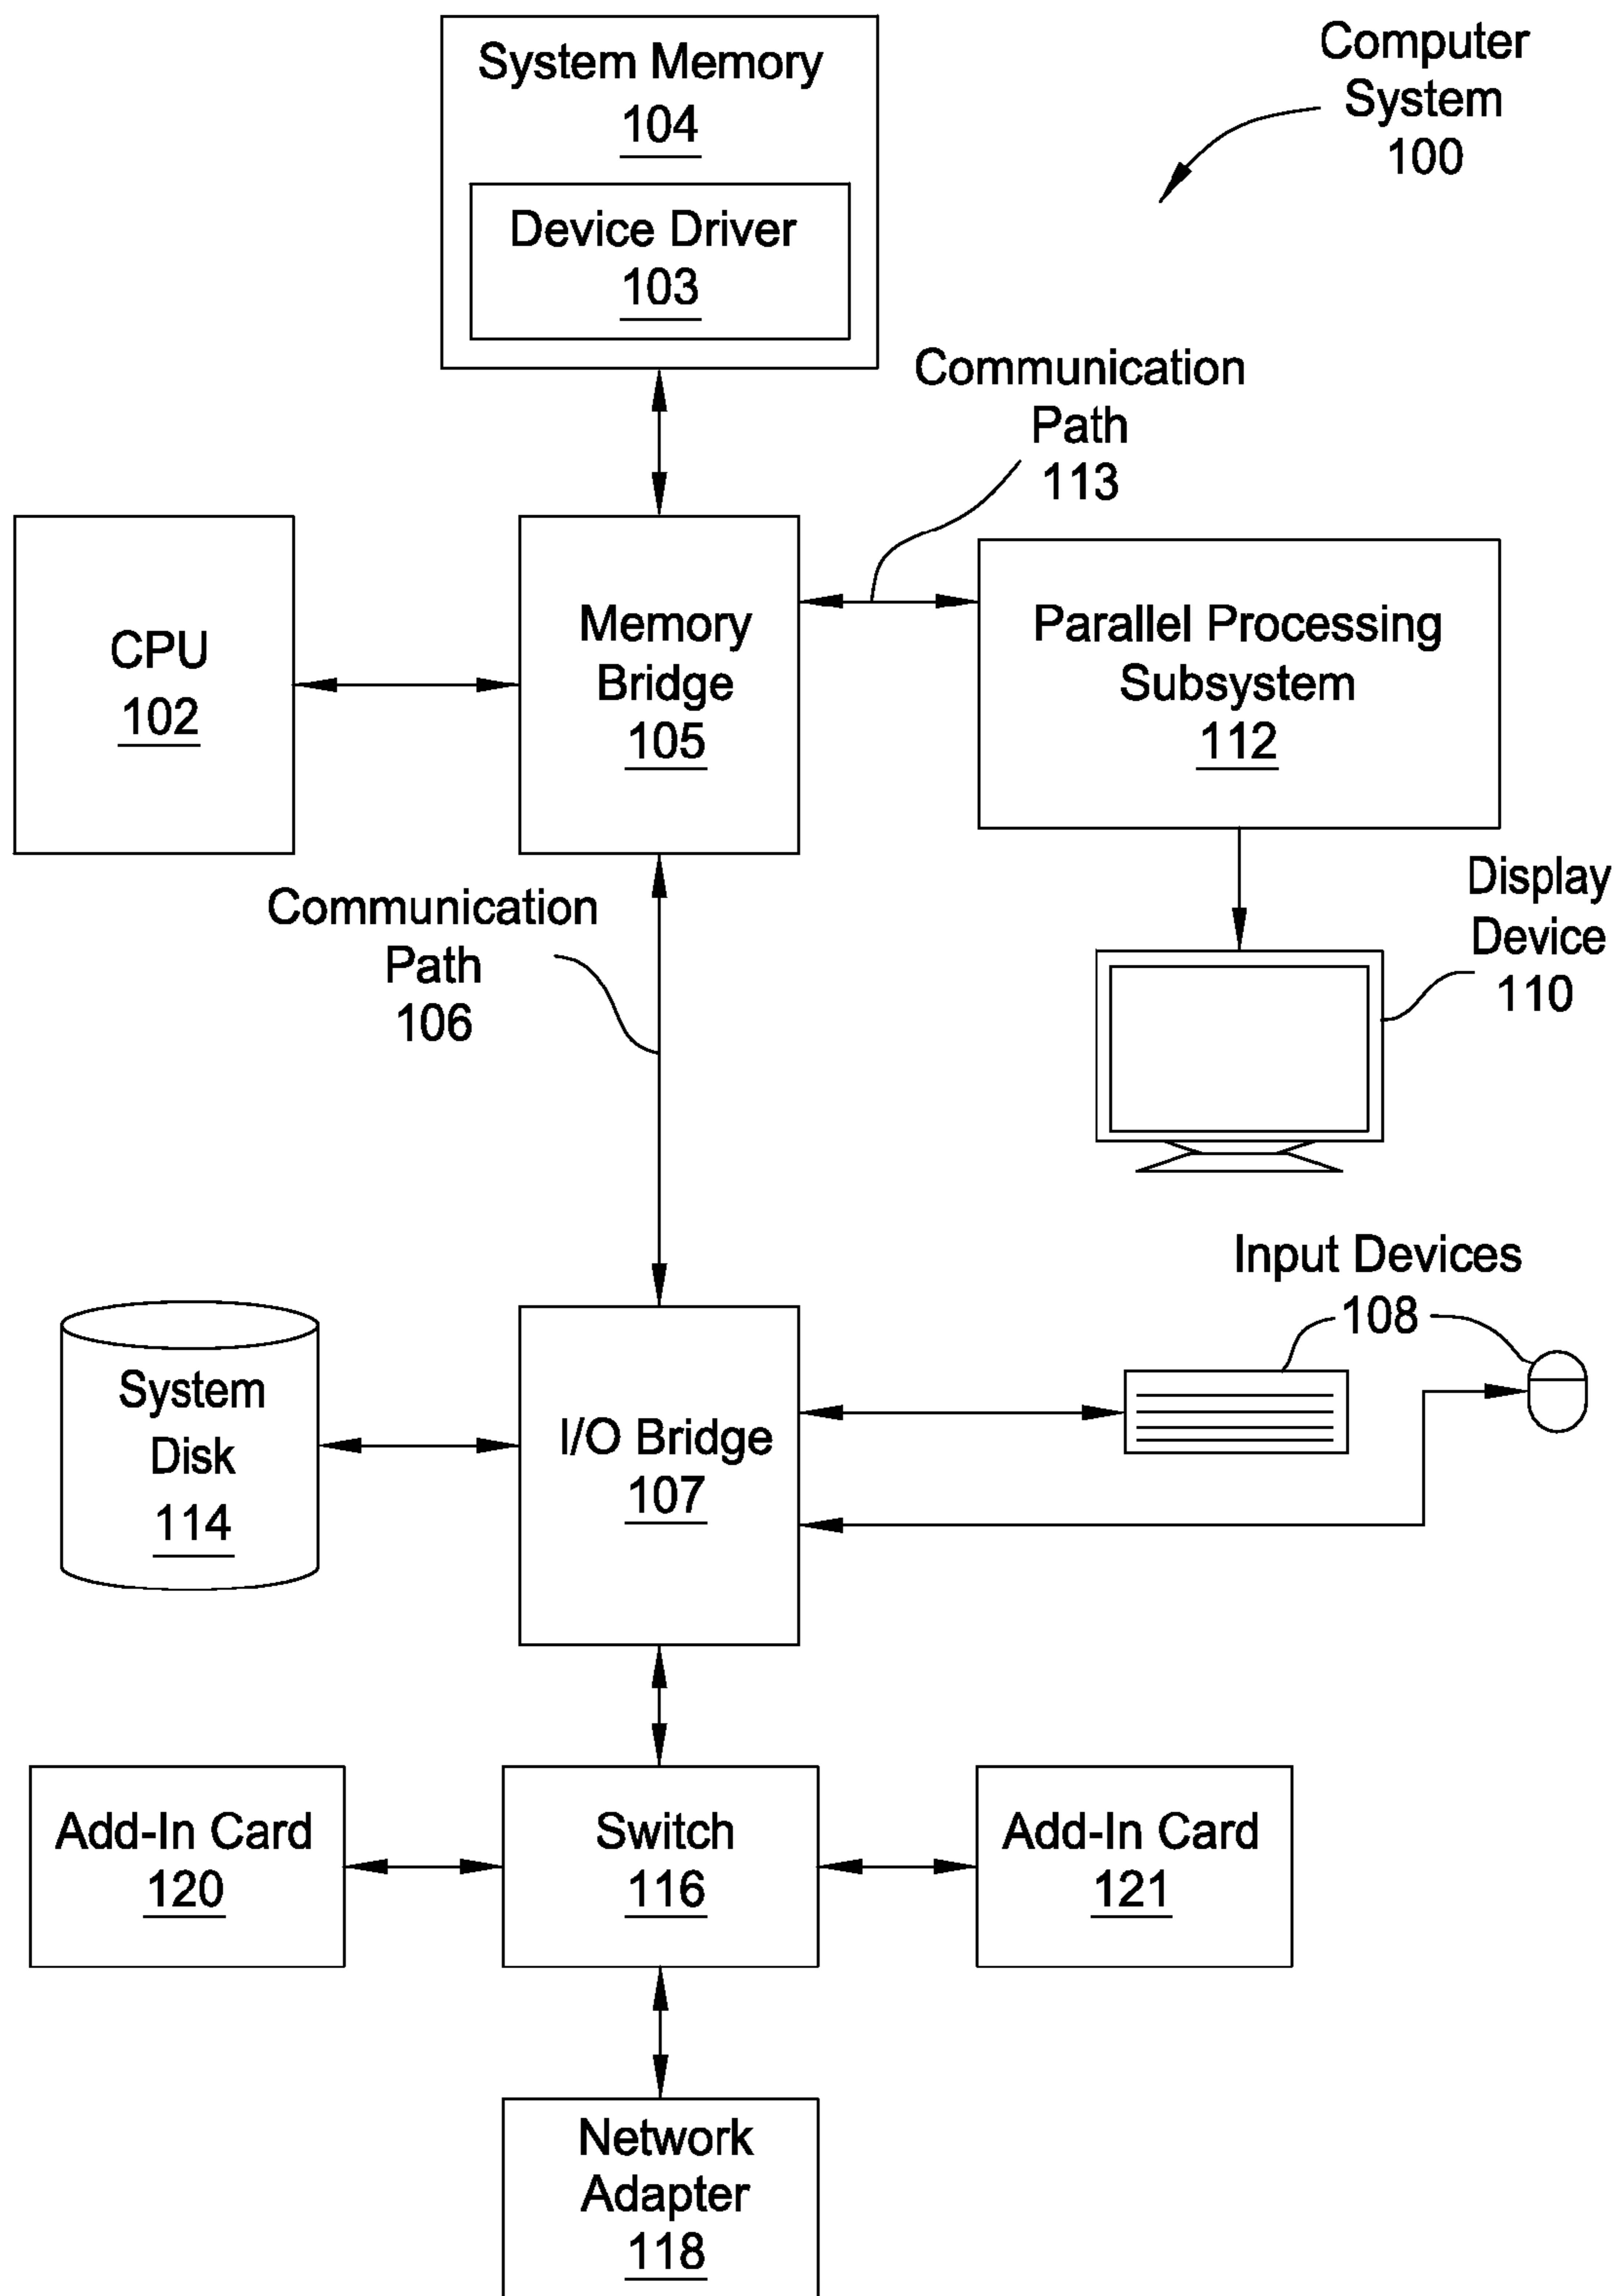 System Memory
104
Device Driver
103
Computer
System
100
Communication
Path
113
CPU
102
Memory
Bridge
105
Parallel Processing
Subsystem
112
Communication
Path
106
Display
Device
110
Input Devices
108
System
Disk
114
I/O Bridge
107
Add-In Card
120
Switch
116
Add-In Card
121
Network
Adapter
118